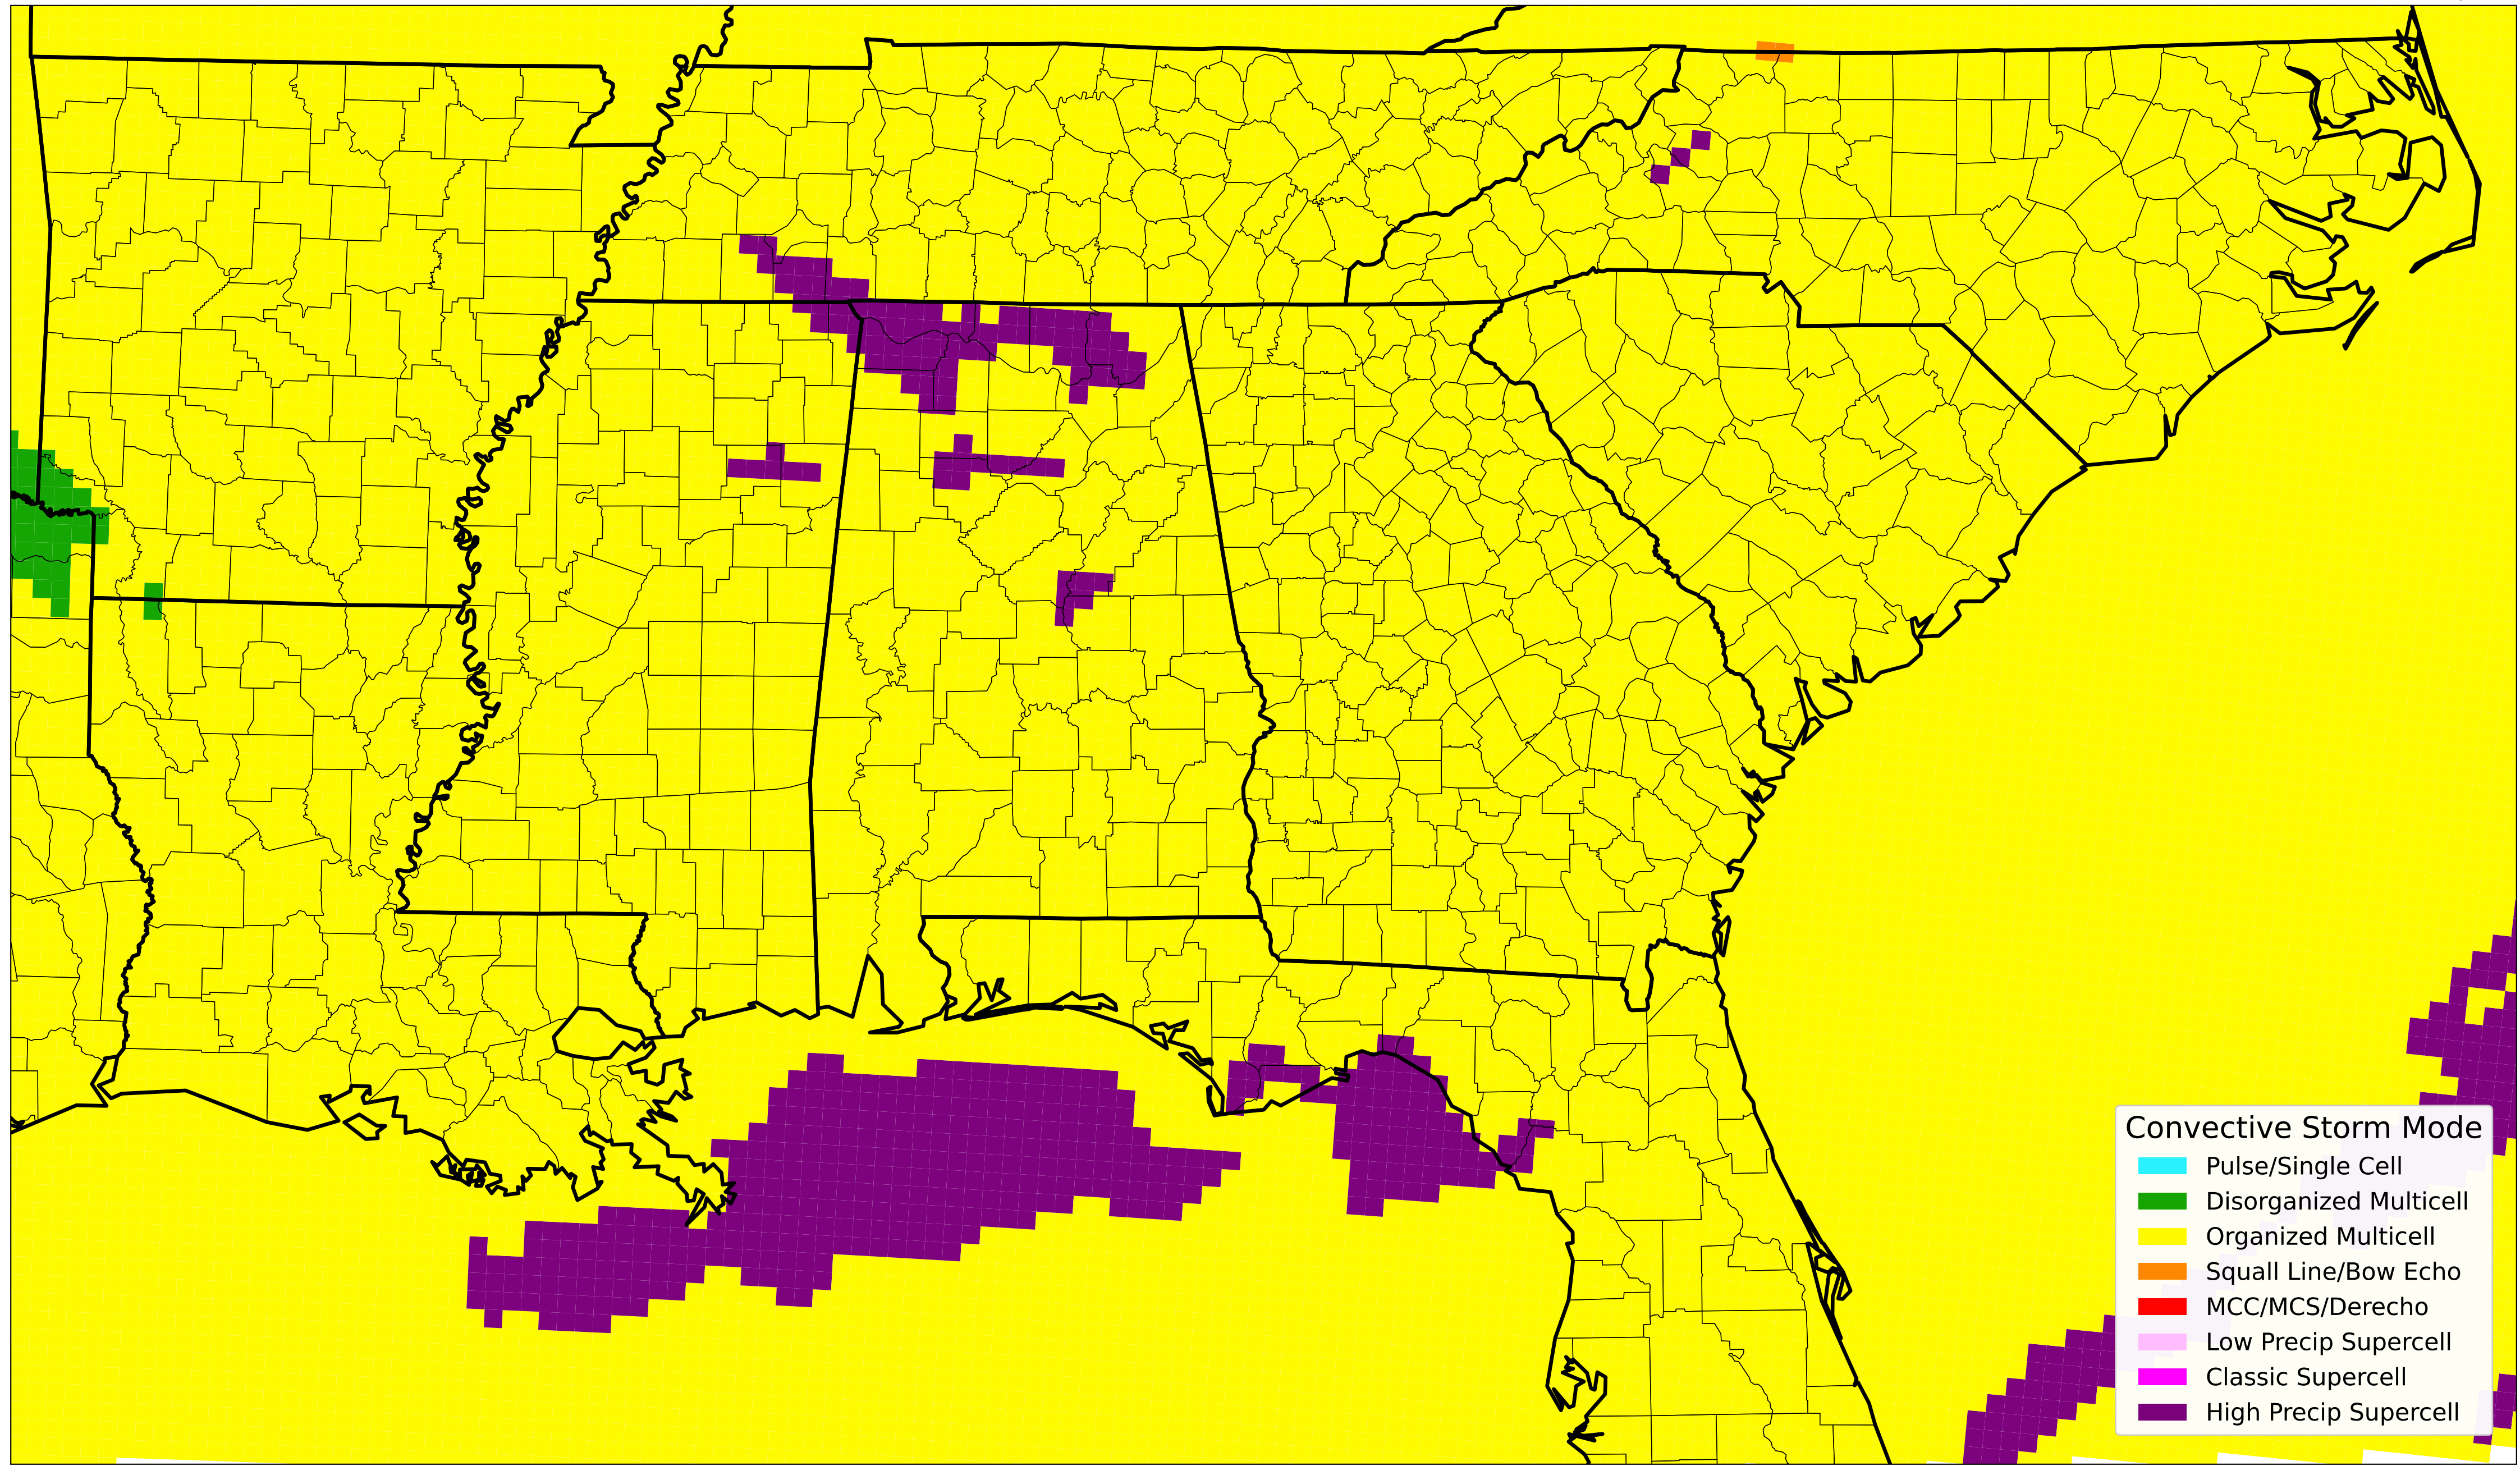 Convective Storm Mode
Pulse/Single Cell
Disorganized Multicell
Organized Multicell
Squall Line/Bow Echo
MCC/MCS/Derecho
Low Precip Supercell
Classic Supercell
High Precip Supercell